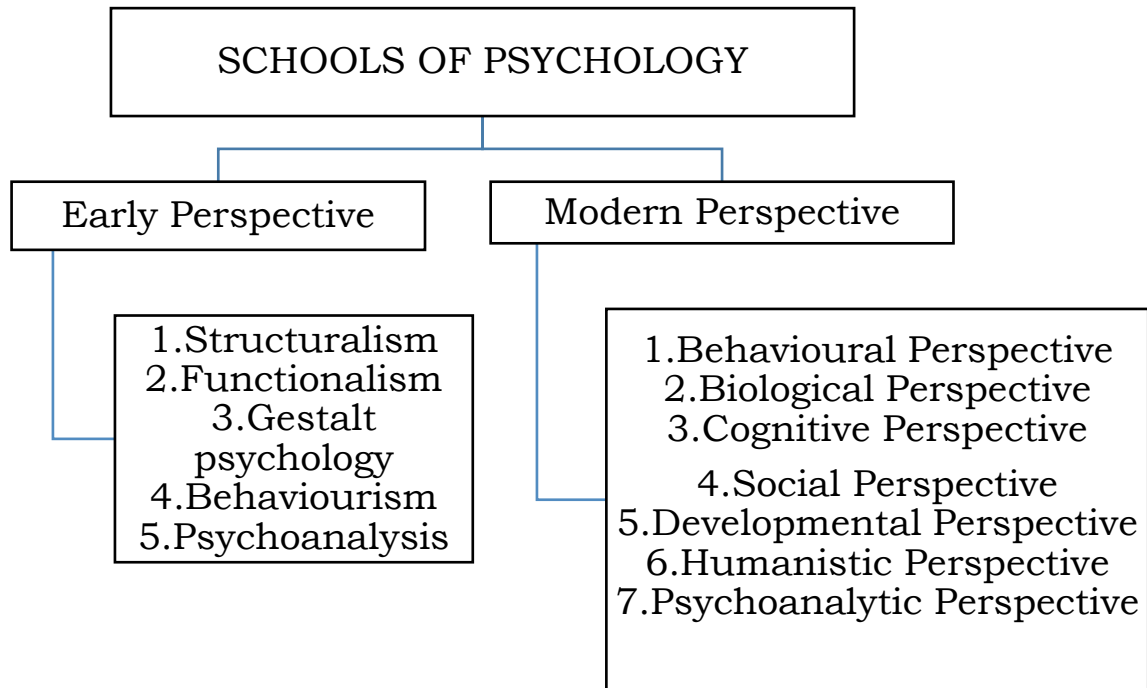 SCHOOLS OF PSYCHOLOGY
Early Perspective
Modern Perspective
1.Structuralism
2.Functionalism
3.Gestalt
psychology
4.Behaviourism
5.Psychoanalysis
1.Behavioural Perspective
2.Biological Perspective
3.Cognitive Perspective
4.Social Perspective
5.Developmental Perspective
6.Humanistic Perspective
7.Psychoanalytic Perspective